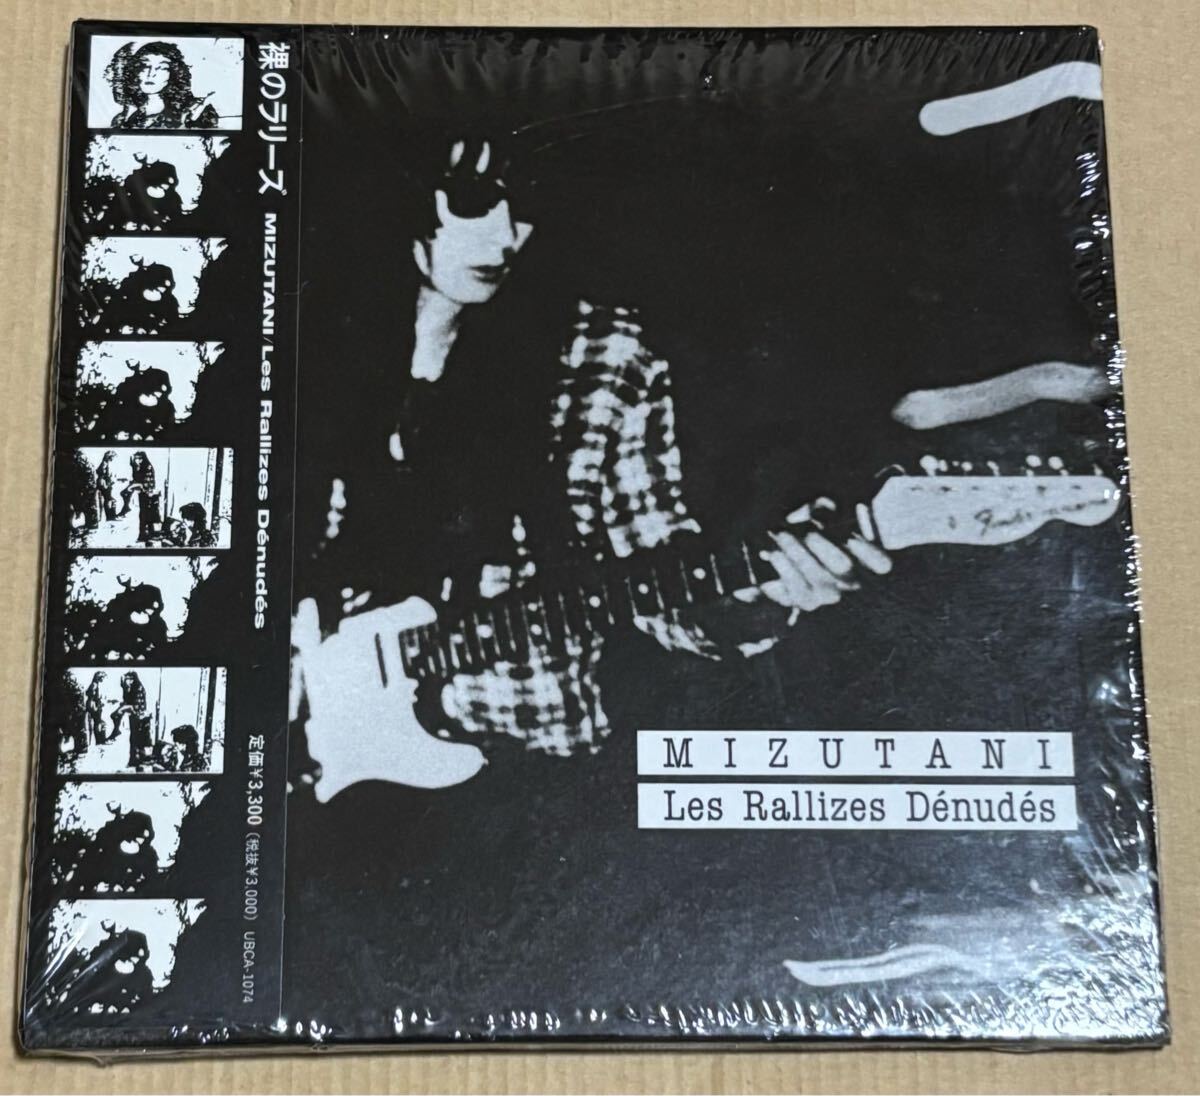 裸のラリーズ MIZUTANI/Les Rallizes Dénudés
定価¥3,300(税抜¥3,000) UBCA-1074
Fender
MIZUTANI
Les Rallizes Dénudés